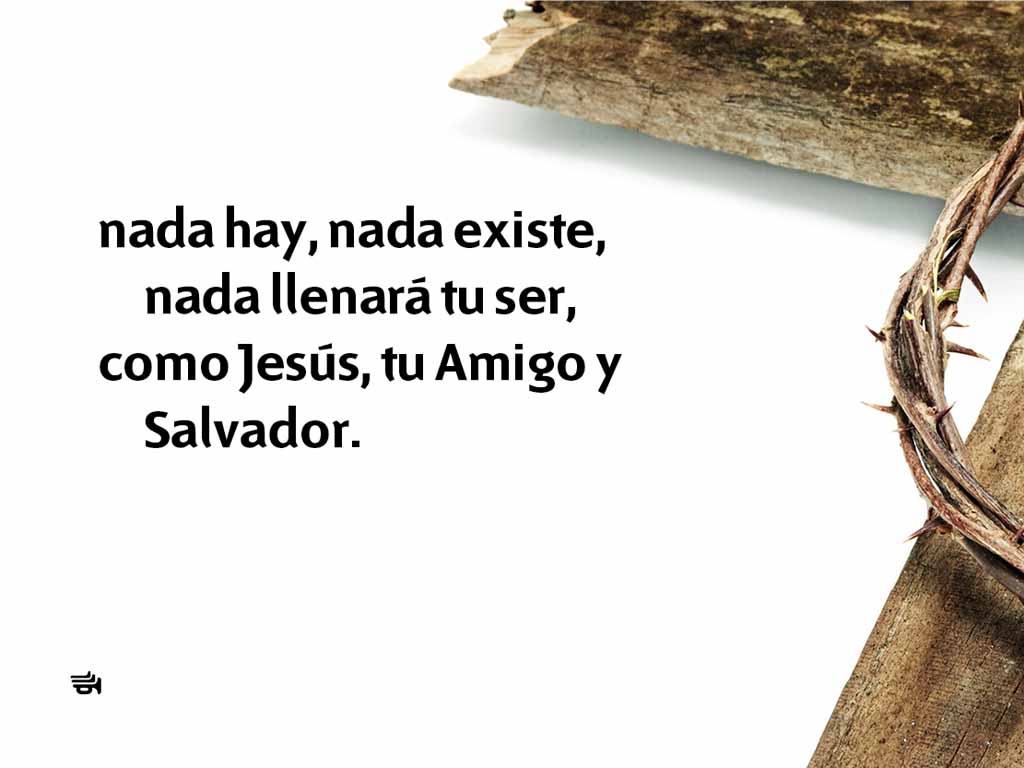 nada hay, nada existe,
nada llenará tu ser,
como Jesús, tu Amigo y
Salvador.